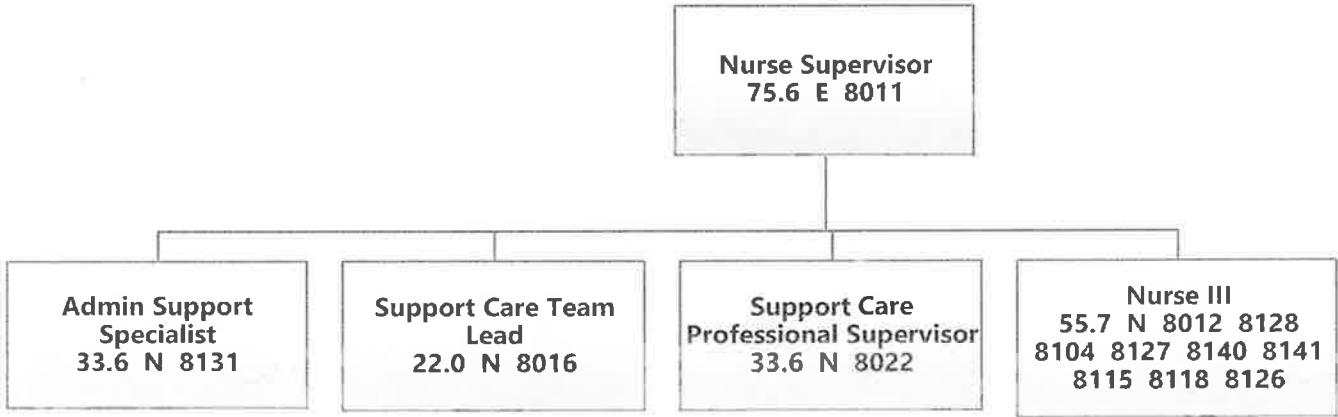 Nurse Supervisor
75.6 E 8011
Admin Support
Specialist
33.6 N 8131
Support Care Team
Lead
22.0 N 8016
Support Care
Professional Supervisor
33.6 N 8022
Nurse III
55.7 N 8012 8128
8104 8127 8140 8141
8115 8118 8126